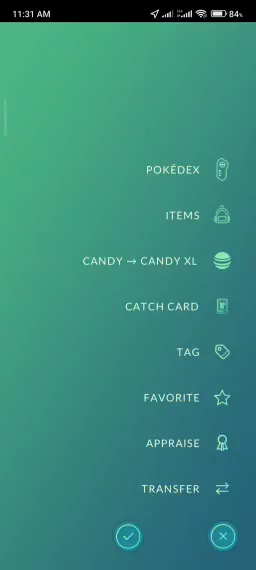 11:31 AM
84%
POKÉDEX
ITEMS
CANDY → CANDY XL
CATCH CARD
TAG
FAVORITE
APPRAISE
TRANSFER